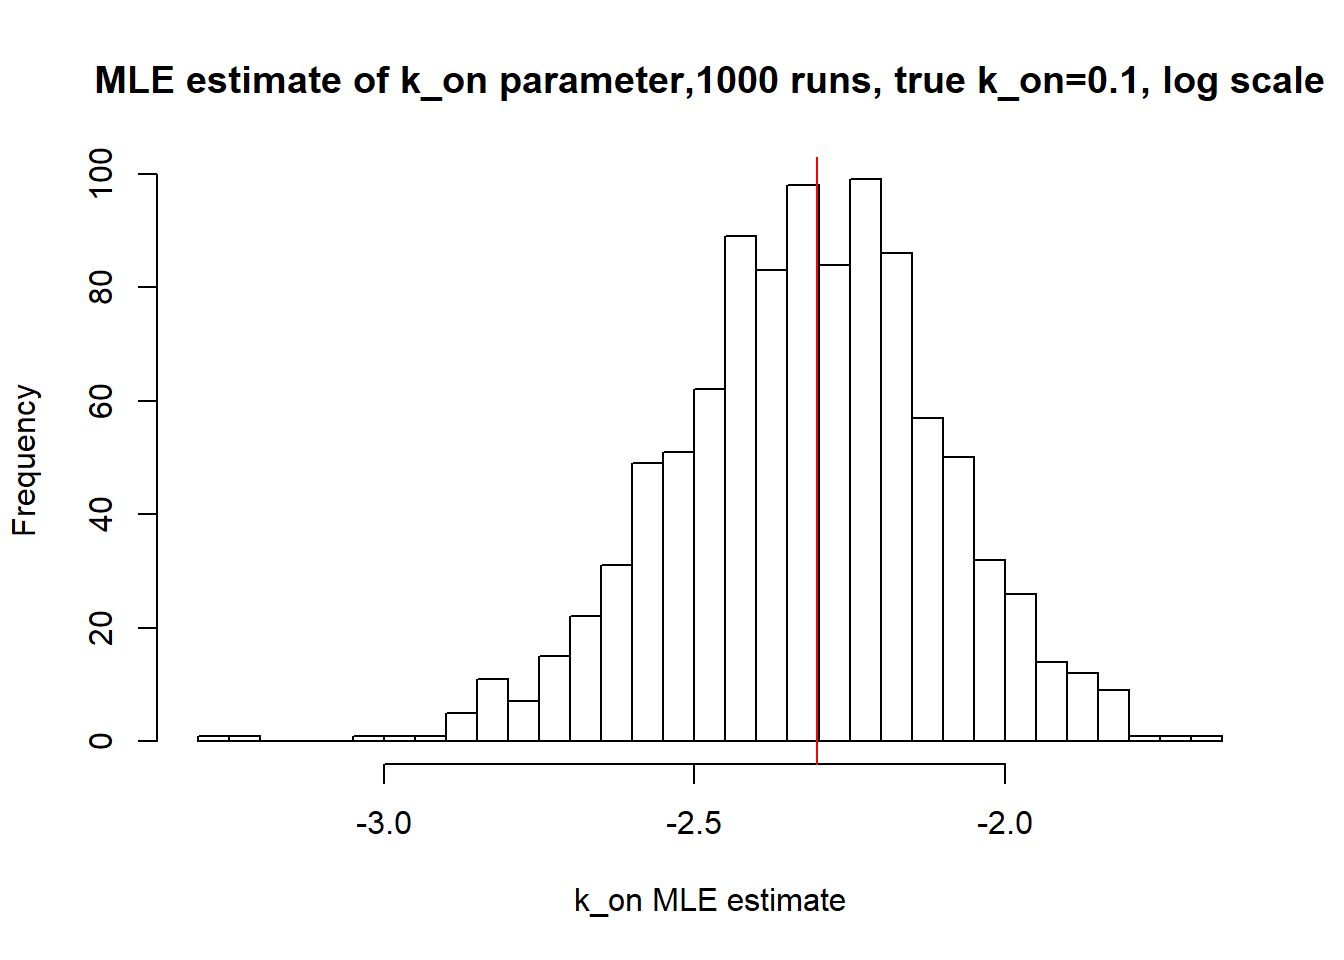 MLE estimate of k_on parameter,1000 runs, true k_on=0.1, log scale
100
80
60
40
20
0
Frequency
-3.0 -2.5 -2.0
k_on MLE estimate